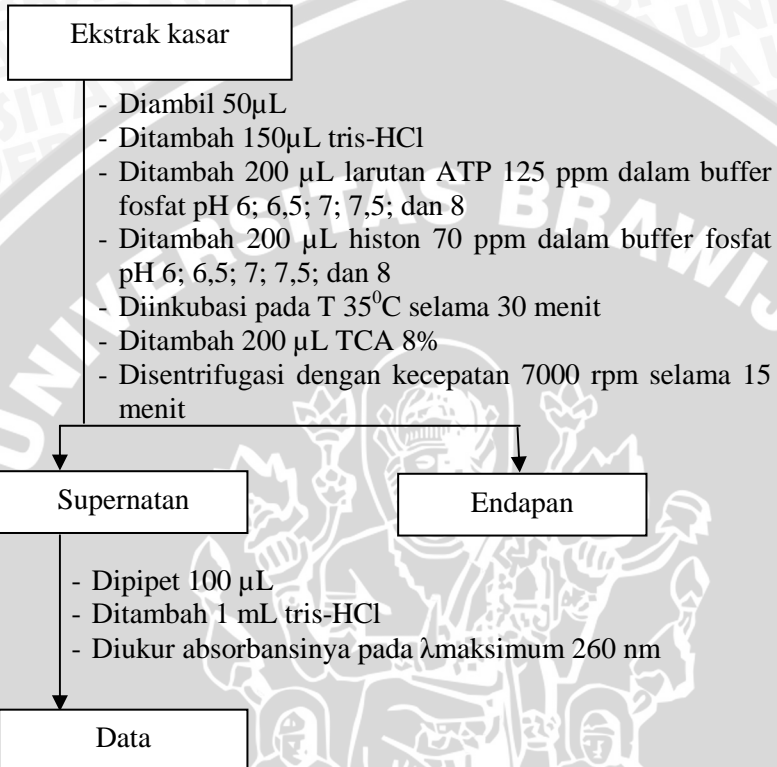 Ekstrak kasar
- Diambil 50µL
- Ditambah 150µL tris-HCl
- Ditambah 200 µL larutan ATP 125 ppm dalam buffer
fosfat pH 6; 6,5; 7; 7,5; dan 8
- Ditambah 200 µL histon 70 ppm dalam buffer fosfat
pH 6; 6,5; 7; 7,5; dan 8
- Diinkubasi pada T 35⁰C selama 30 menit
- Ditambah 200 µL TCA 8%
- Disentrifugasi dengan kecepatan 7000 rpm selama 15
menit
Supernatan
Endapan
- Dipipet 100 µL
- Ditambah 1 mL tris-HCl
- Diukur absorbansinya pada λmaksimum 260 nm
Data